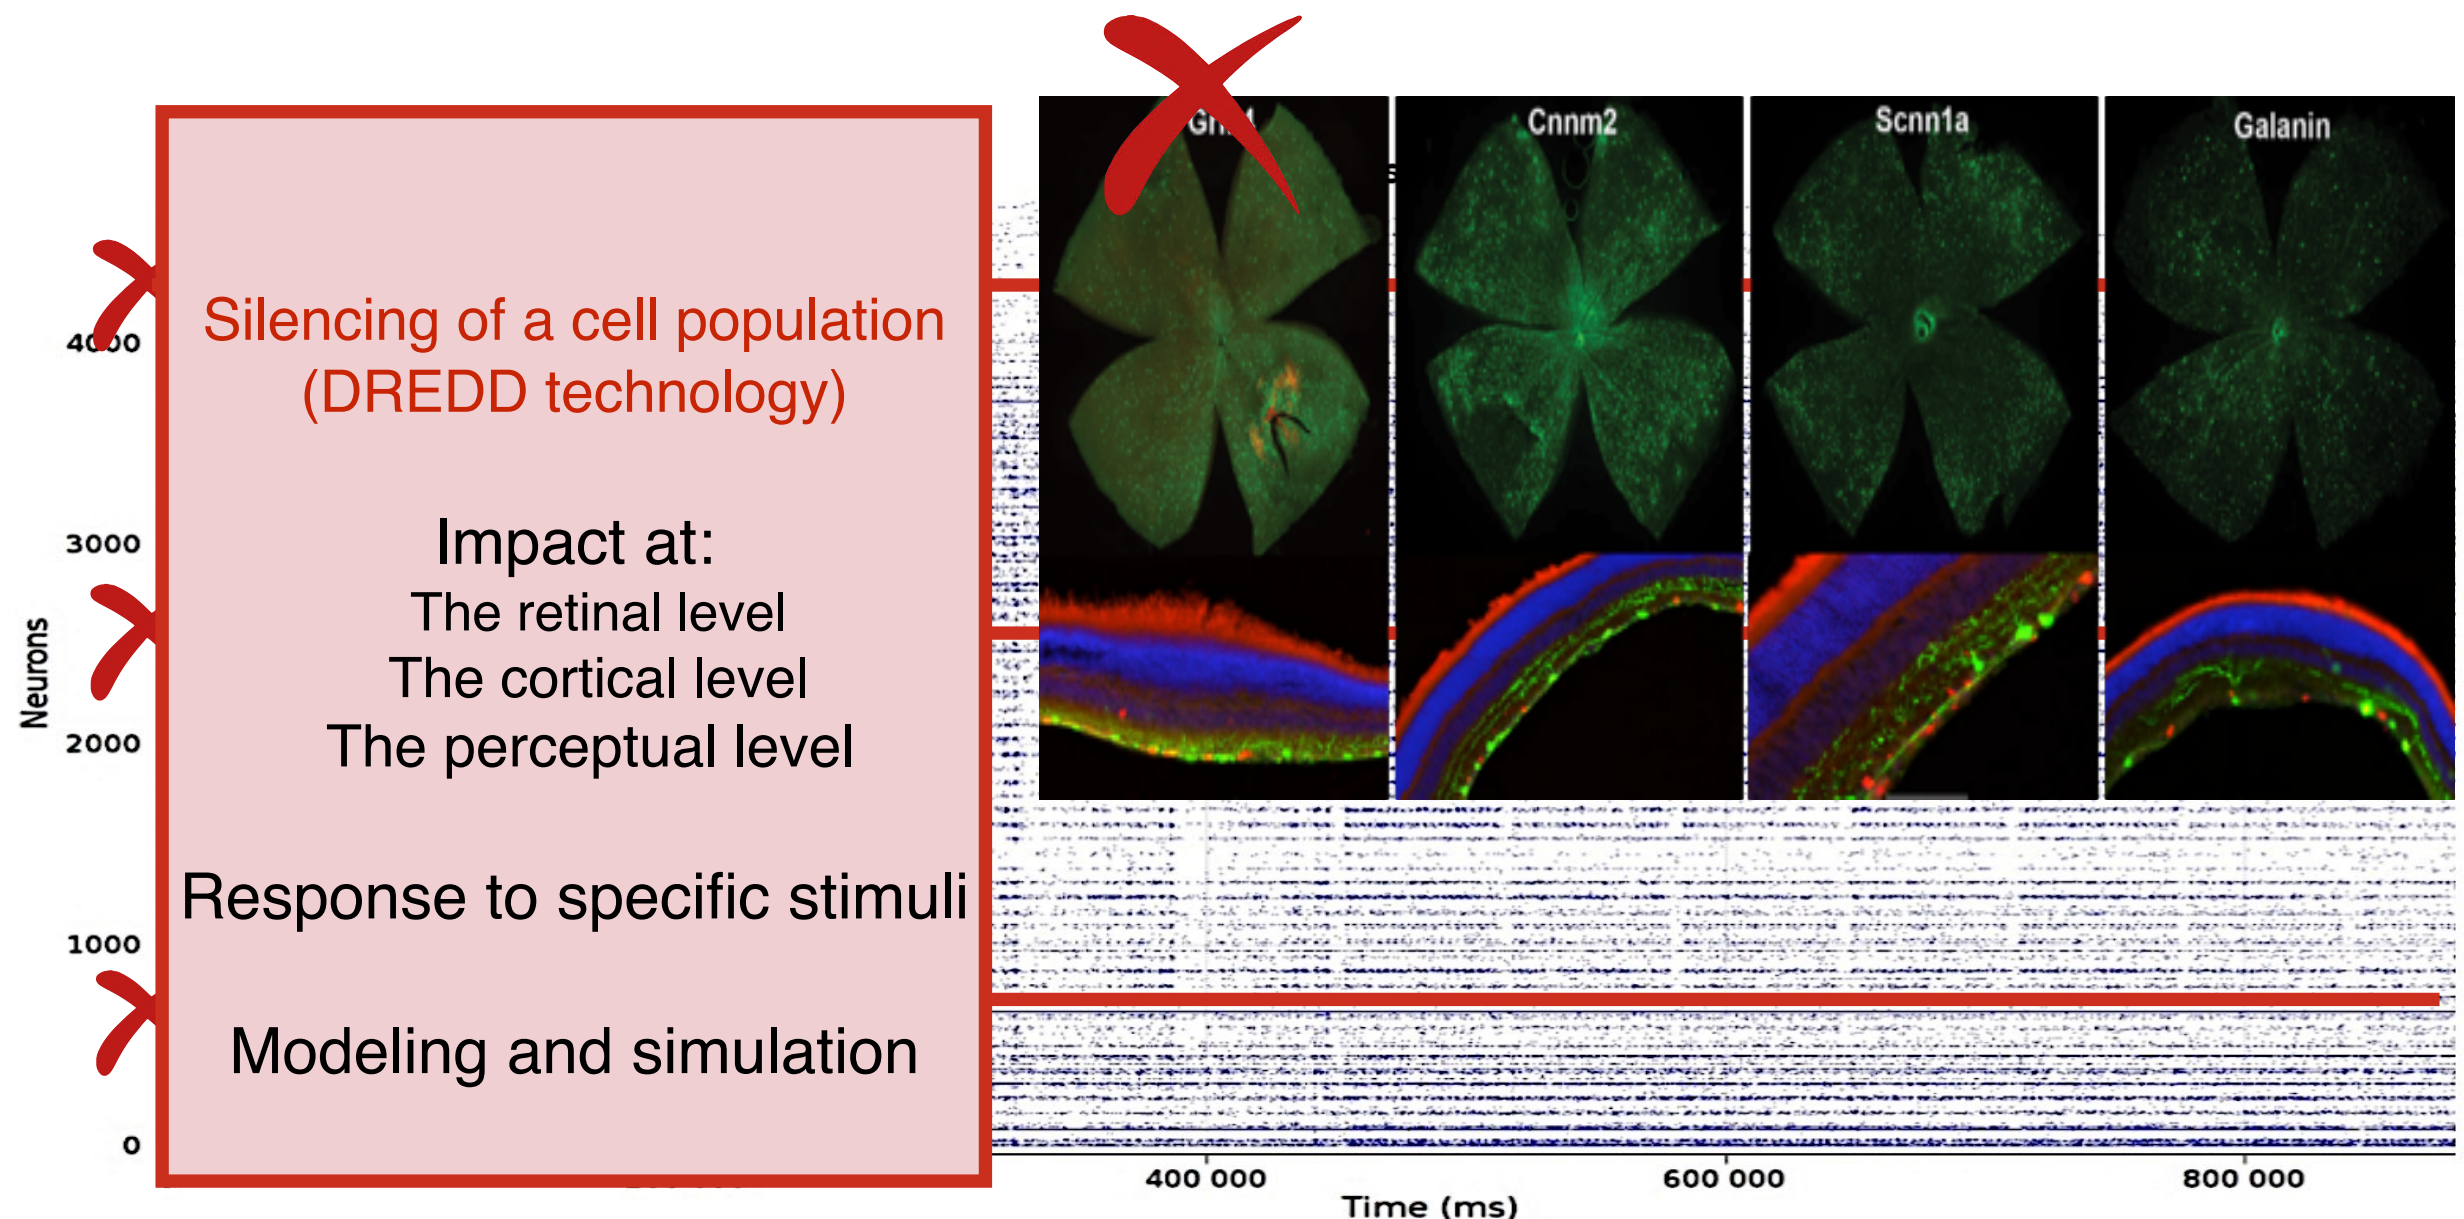 Cnnm2
Scnn1a
Galanin
Silencing of a cell population
(DREDD technology)
Impact at:
The retinal level
The cortical level
The perceptual level
Response to specific stimuli
Modeling and simulation
Neurons
4000
3000
2000
1000
0
400 000
600 000
800 000
Time (ms)